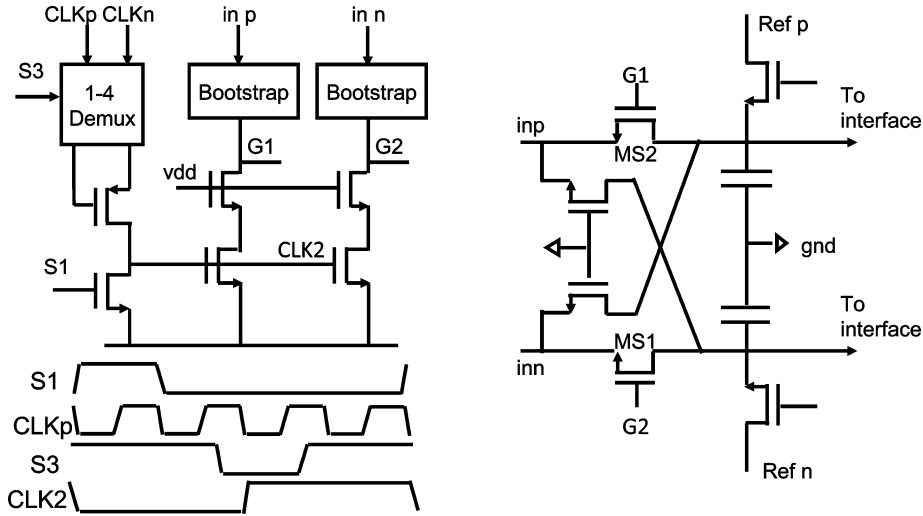 CLKp CLKn
in p
in n
S3
1-4
Demux
Bootstrap
Bootstrap
G1
G2
vdd
CLK2
S1
S1
CLKp
S3
CLK2
Ref p
G1
To
interface
inp
MS2
gnd
To
interface
MS1
inn
G2
Ref n